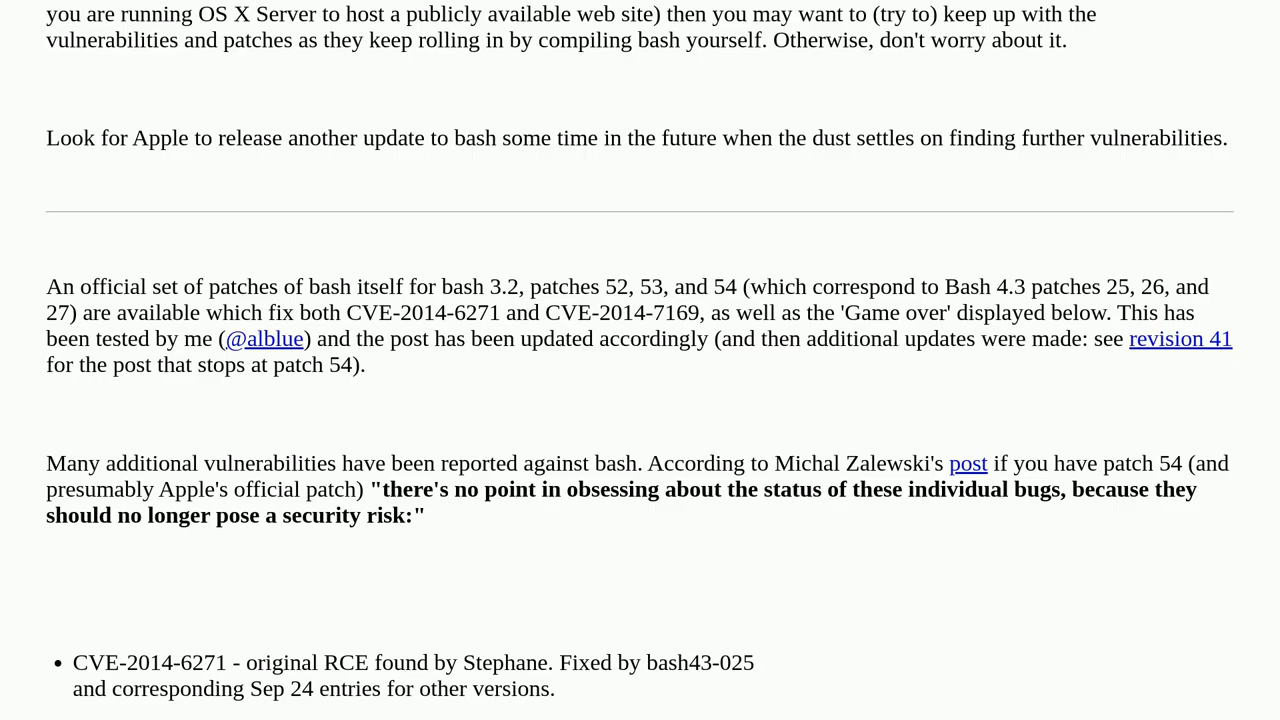 you are running OS X Server to host a publicly available web site) then you may want to (try to) keep up with the
vulnerabilities and patches as they keep rolling in by compiling bash yourself. Otherwise, don't worry about it.
Look for Apple to release another update to bash some time in the future when the dust settles on finding further vulnerabilities.
An official set of patches of bash itself for bash 3.2, patches 52, 53, and 54 (which correspond to Bash 4.3 patches 25, 26, and
27) are available which fix both CVE-2014-6271 and CVE-2014-7169, as well as the 'Game over' displayed below. This has
been tested by me (@alblue) and the post has been updated accordingly (and then additional updates were made: see revision 41
for the post that stops at patch 54).
Many additional vulnerabilities have been reported against bash. According to Michal Zalewski's post if you have patch 54 (and
presumably Apple's official patch) "there's no point in obsessing about the status of these individual bugs, because they
should no longer pose a security risk:"
• CVE-2014-6271 - original RCE found by Stephane. Fixed by bash43-025
and corresponding Sep 24 entries for other versions.